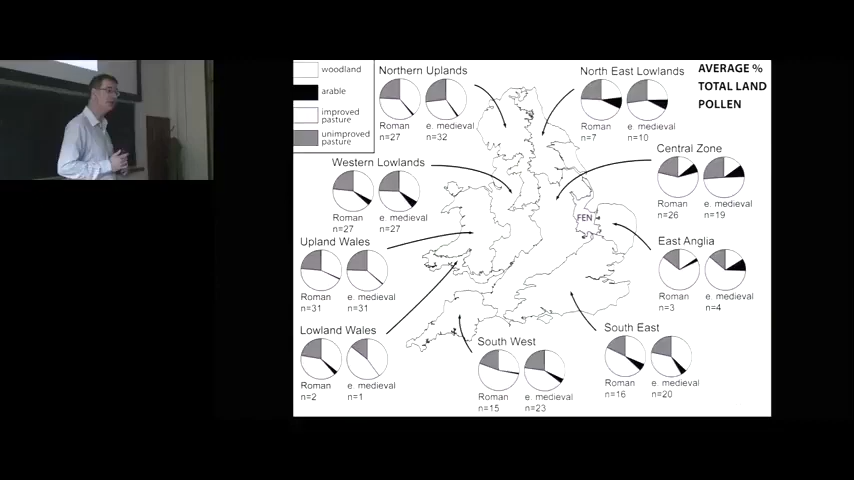 woodland
arable
improved
pasture
unimproved
pasture
AVERAGE %
TOTAL LAND
POLLEN
Northern Uplands
Roman
n=27
e. medieval
n=32
North East Lowlands
Roman
n=7
e. medieval
n=10
Western Lowlands
Roman
n=27
e. medieval
n=27
Central Zone
Roman
n=26
e. medieval
n=19
FEN
Upland Wales
Roman
n=31
e. medieval
n=31
East Anglia
Roman
n=3
e. medieval
n=4
Lowland Wales
Roman
n=2
e. medieval
n=1
South West
Roman
n=15
e. medieval
n=23
South East
Roman
n=16
e. medieval
n=20